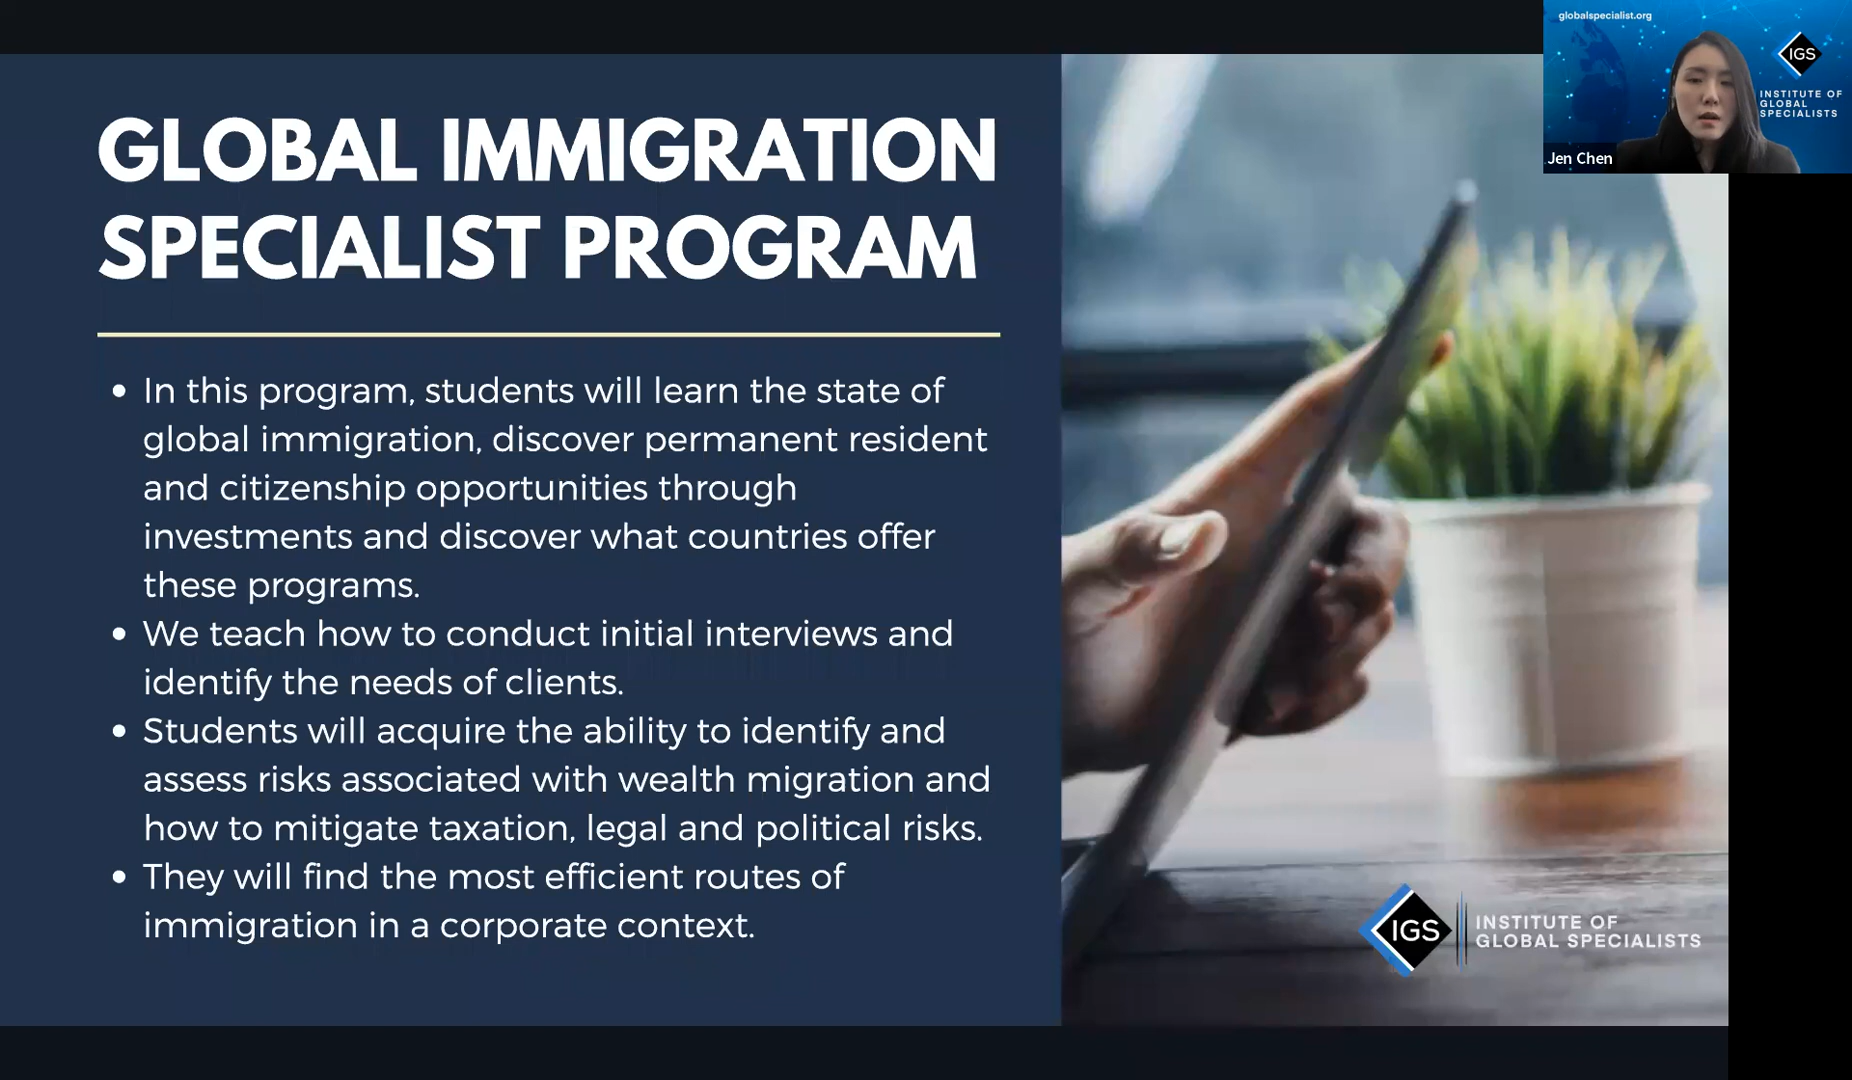 globalspecialist.org
IGS
INSTITUTE OF
GLOBAL
SPECIALISTS
Jen Chen
GLOBAL IMMIGRATION
SPECIALIST PROGRAM
• In this program, students will learn the state of
global immigration, discover permanent resident
and citizenship opportunities through
investments and discover what countries offer
these programs.
• We teach how to conduct initial interviews and
identify the needs of clients.
• Students will acquire the ability to identify and
assess risks associated with wealth migration and
how to mitigate taxation, legal and political risks.
• They will find the most efficient routes of
immigration in a corporate context.
IGS
INSTITUTE OF
GLOBAL SPECIALISTS